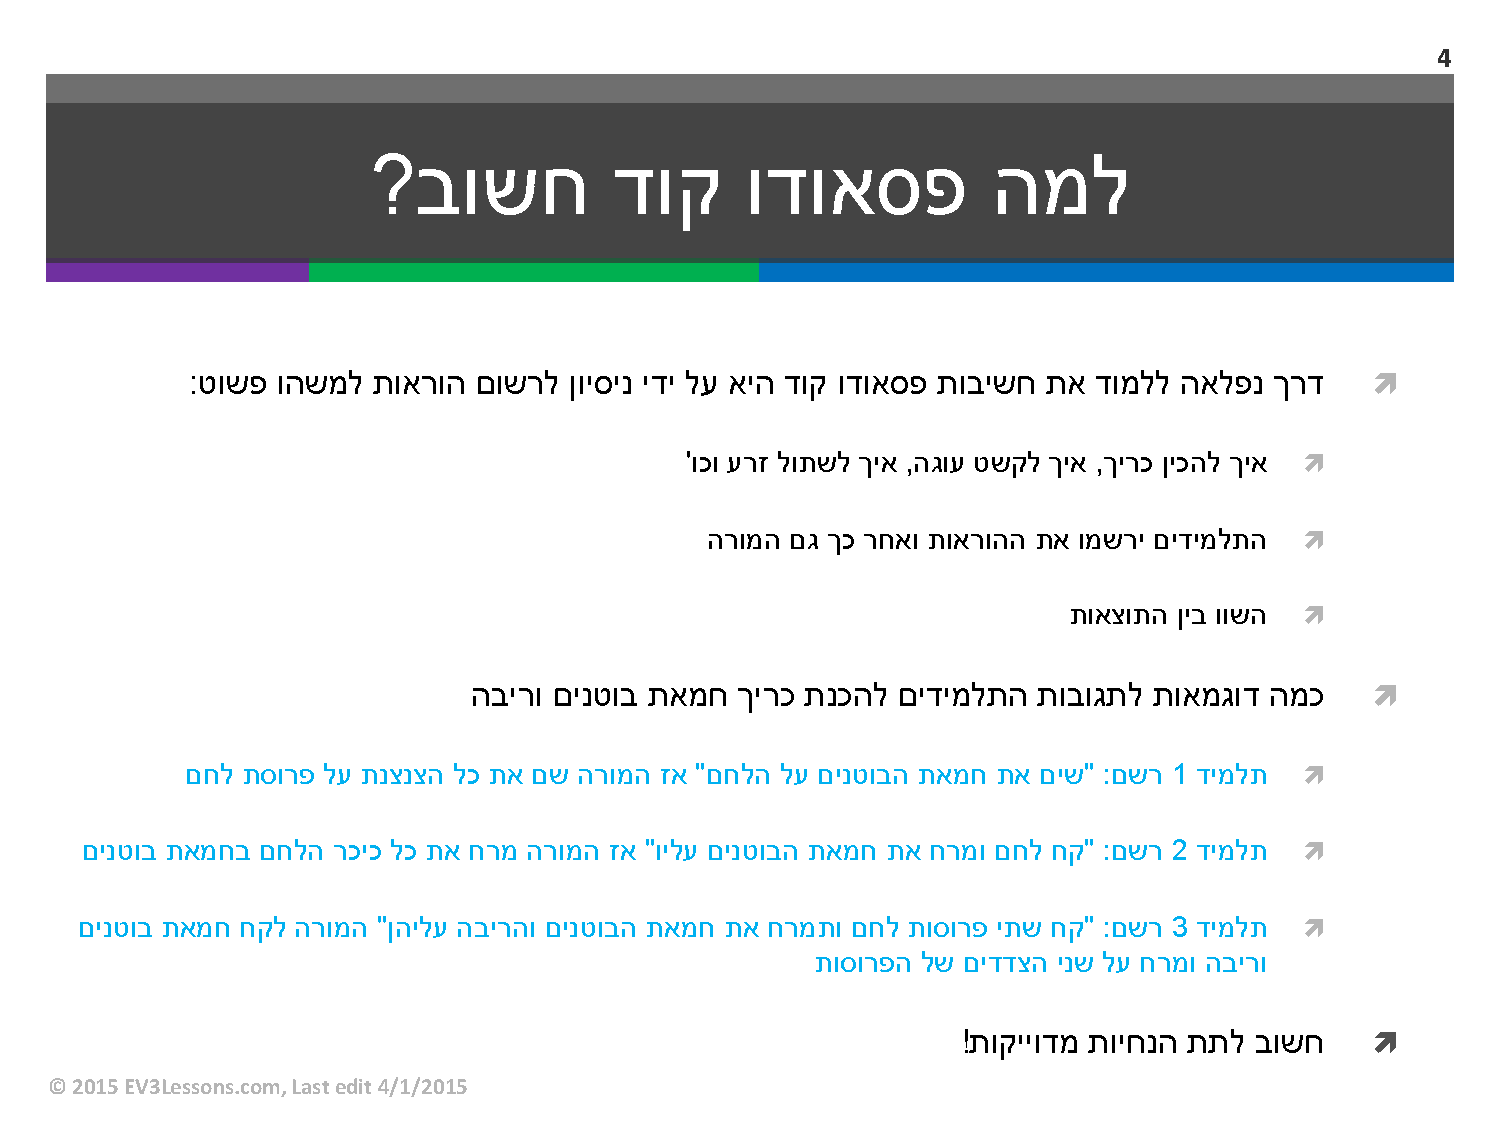 4
למה פסאודו קוד חשוב?
דרך נפלאה ללמוד את חשיבות פסאודו קוד היא על ידי ניסיון לרשום הוראות למשהו פשוט:
איך להכין כריך, איך לקשט עוגה, איך לשתול זרע וכו'
התלמידים ירשמו את ההוראות ואחר כך גם המורה
השוו בין התוצאות
כמה דוגמאות לתגובות התלמידים להכנת כריך חמאת בוטנים וריבה
תלמיד 1 רשם: "שים את חמאת הבוטנים על הלחם" אז המורה שם את כל הצנצנת על פרוסת לחם
תלמיד 2 רשם: "קח לחם ומרח את חמאת הבוטנים עליו" אז המורה מרח את כל כיכר הלחם בחמאת בוטנים
תלמיד 3 רשם: "קח שתי פרוסות לחם ותמרח את חמאת הבוטנים והריבה עליהן" המורה לקח חמאת בוטנים
וריבה ומרח על שני הצדדים של הפרוסות
חשוב לתת הנחיות מדוייקות!
© 2015 EV3Lessons.com, Last edit 4/1/2015